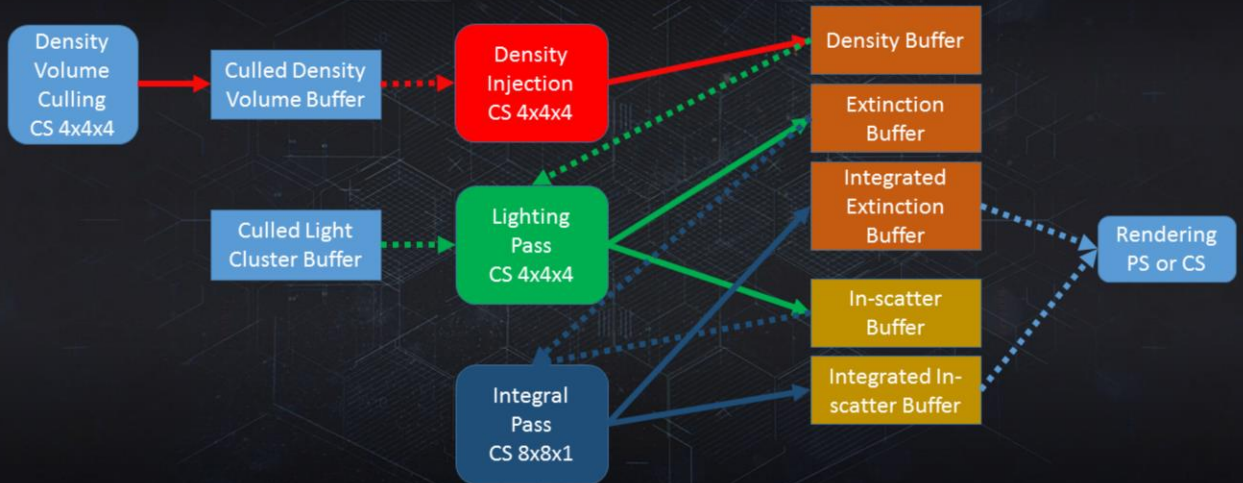 Density
Volume
Culling
CS 4x4x4
Culled Density
Volume Buffer
Density
Injection
CS 4x4x4
Density Buffer
Extinction
Buffer
Integrated
Extinction
Buffer
Culled Light
Cluster Buffer
Lighting
Pass
CS 4x4x4
Rendering
PS or CS
In-scatter
Buffer
Integral
Pass
CS 8x8x1
Integrated In-
scatter Buffer